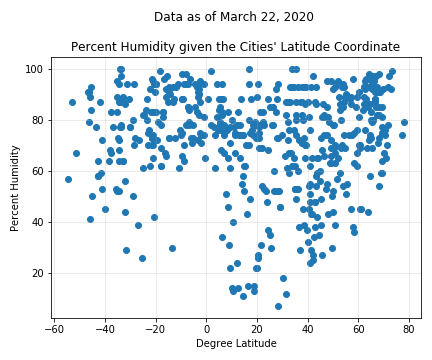 Data as of March 22, 2020
Percent Humidity given the Cities' Latitude Coordinate
100
80
60
40
20
Percent Humidity
−60 −40 −20 0 20 40 60 80
Degree Latitude